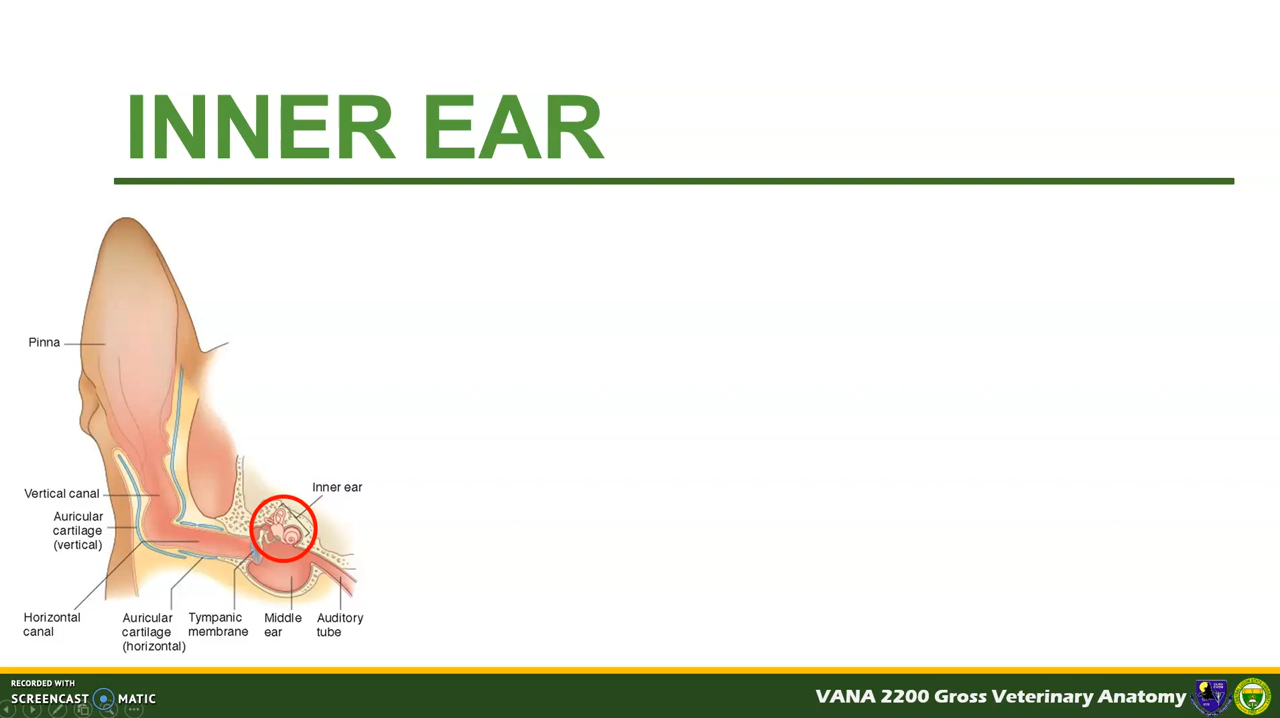 INNER EAR
Pinna
Inner ear
Vertical canal
Auricular
cartilage
(vertical)
Horizontal
canal
Auricular
cartilage
(horizontal)
Tympanic
membrane
Middle
ear
Auditory
tube
RECORDED WITH
SCREENCAST MATIC
VANA 2200 Gross Veterinary Anatomy